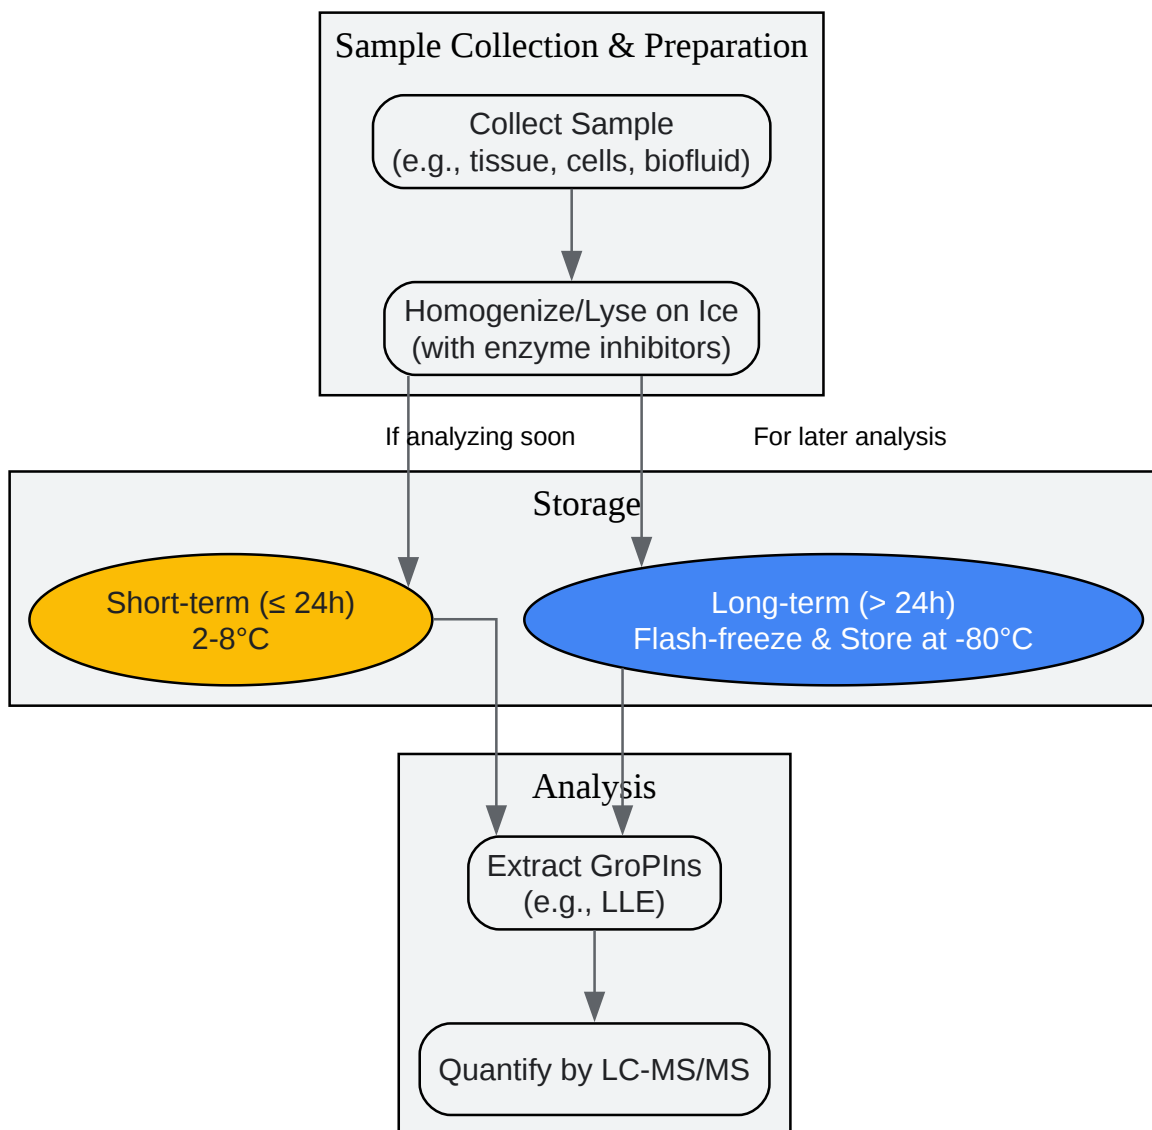 Sample Collection & Preparation
Collect Sample
(e.g., tissue, cells, biofluid)
Homogenize/Lyse on Ice
(with enzyme inhibitors)
If analyzing soon
For later analysis
Storage
Short-term (≤ 24h)
2-8°C
Long-term (> 24h)
Flash-freeze & Store at -80°C
Analysis
Extract GroPIns
(e.g., LLE)
Quantify by LC-MS/MS